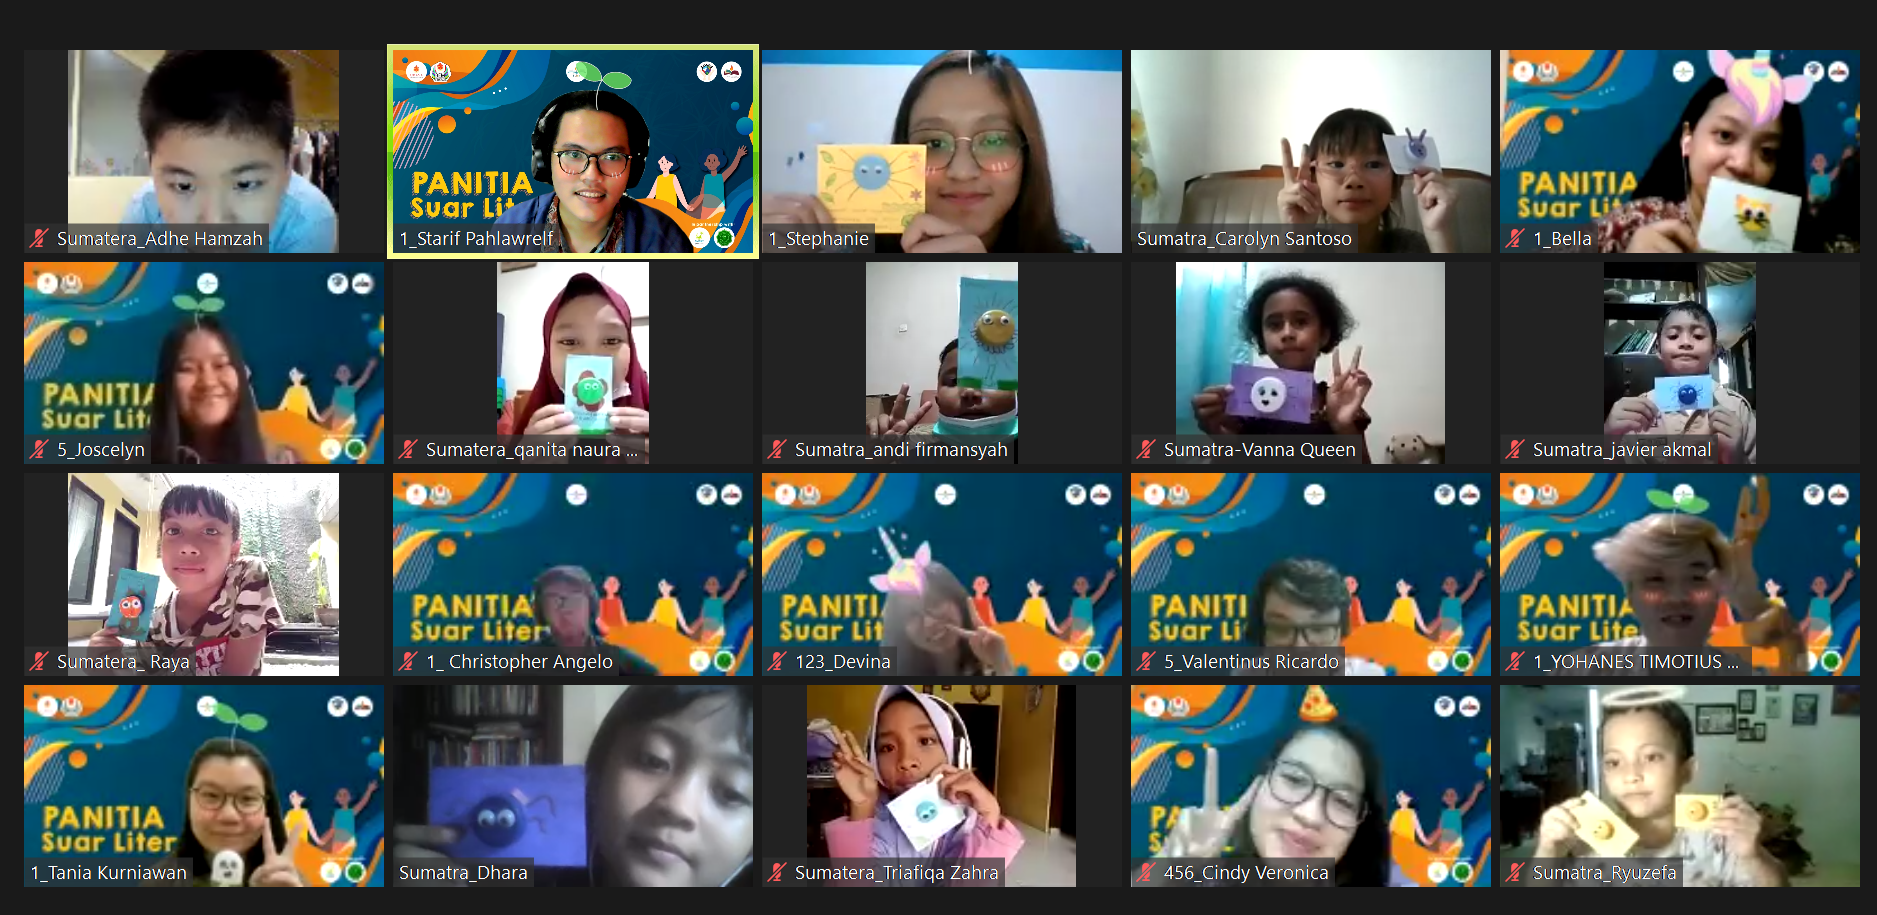 Sumatera_Adhe Hamzah
PANITIA
Suar Lit
1_Starif Pahlawrelf
1_Stephanie
Sumatra_Carolyn Santoso
PANITIA
Suar Lit
1_Bella
PANITIA
Suar Lite
5_Joscelyn
Sumatera_qanita naura ...
Sumatra_andi firmansyah
Sumatra-Vanna Queen
Sumatra_javier akmal
Sumatera_ Raya
PANITIA
Suar Liter
1_ Christopher Angelo
PANITI
Suar Lit
123_Devina
PANITI
Suar Li
5_Valentinus Ricardo
PANITIA
Suar Lite
1_YOHANES TIMOTIUS ...
PANITIA
Suar Liter
1_Tania Kurniawan
Sumatra_Dhara
Sumatera_Triafiqa Zahra
PA
Sua
456_Cindy Veronica
Sumatra_Ryuzefa